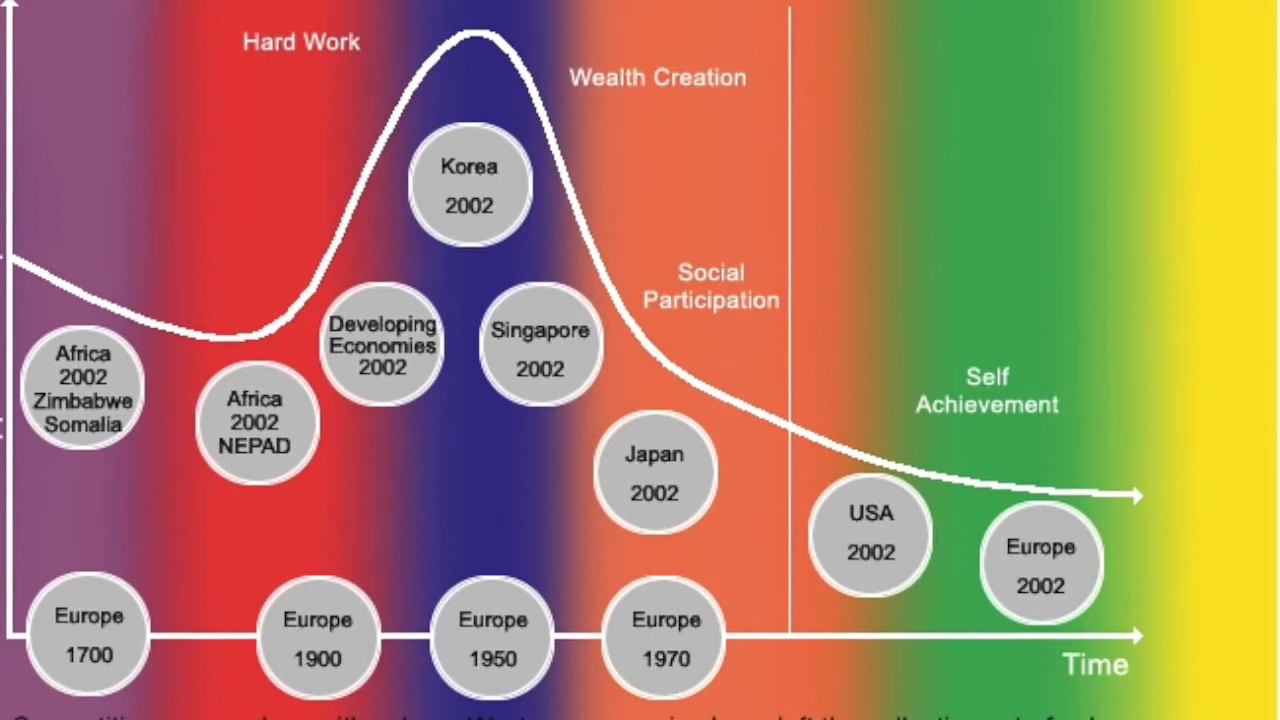 Hard Work
Wealth Creation
Korea
2002
Social
Participation
Developing
Economies
2002
Singapore
2002
Africa
2002
Zimbabwe
Somalia
Africa
2002
NEPAD
Self
Achievement
Japan
2002
USA
2002
Europe
2002
Europe
1700
Europe
1900
Europe
1950
Europe
1970
Time